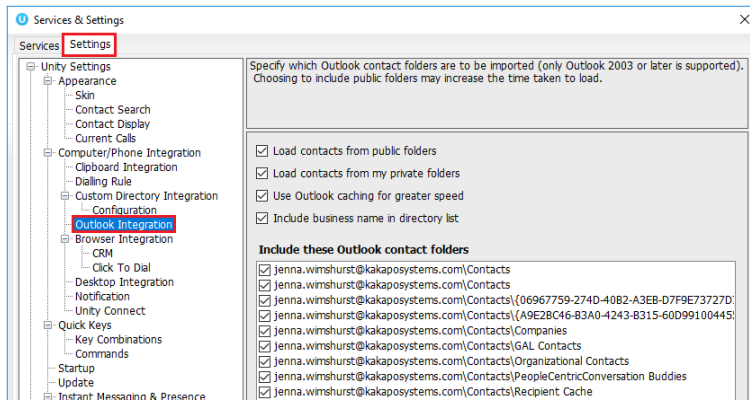 Services & Settings
Services Settings
Unity Settings
Appearance
Skin
Contact Search
Contact Display
Current Calls
Computer/Phone Integration
Clipboard Integration
Dialling Rule
Custom Directory Integration
Configuration
Outlook Integration
Browser Integration
CRM
Click To Dial
Desktop Integration
Notification
Unity Connect
Quick Keys
Key Combinations
Commands
Startup
Update
Instant Messaging & Presence
Specify which Outlook contact folders are to be imported (only Outlook 2003 or later is supported).
Choosing to include public folders may increase the time taken to load.
Load contacts from public folders
Load contacts from my private folders
Use Outlook caching for greater speed
Include business name in directory list
Include these Outlook contact folders
jenna.wimshurst@kakaposystems.com\Contacts
jenna.wimshurst@kakaposystems.com\Contacts
jenna.wimshurst@kakaposystems.com\Contacts\{06967759-274D-40B2-A3EB-D7F9E73727D
jenna.wimshurst@kakaposystems.com\Contacts\{A9E2BC46-B3A0-4243-B315-60D991004455
jenna.wimshurst@kakaposystems.com\Contacts\Companies
jenna.wimshurst@kakaposystems.com\Contacts\GAL Contacts
jenna.wimshurst@kakaposystems.com\Contacts\Organizational Contacts
jenna.wimshurst@kakaposystems.com\Contacts\PeopleCentricConversation Buddies
jenna.wimshurst@kakaposystems.com\Contacts\Recipient Cache